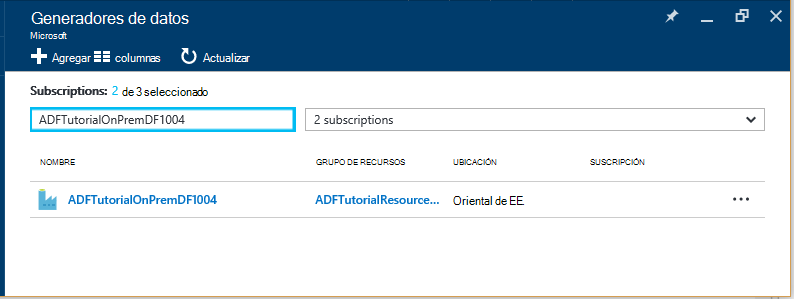 Generadores de datos
Microsoft
Agregar columnas Actualizar
Subscriptions: 2 de 3 seleccionado
ADFTutorialOnPremDF1004 2 subscriptions
NOMBRE GRUPO DE RECURSOS UBICACIÓN SUSCRIPCIÓN
ADFTutorialOnPremDF1004 ADFTutorialResource... Oriental de EE.